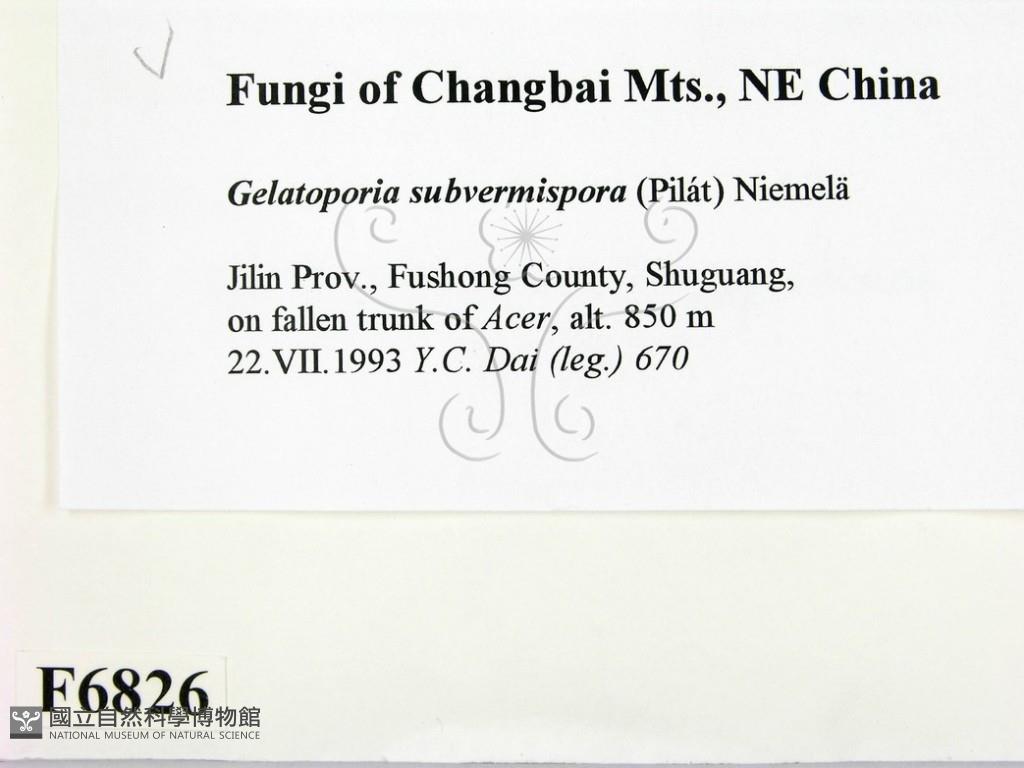 Fungi of Changbai Mts., NE China
Gelatoporia subvermispora (Pilát) Niemelä
Jilin Prov., Fushong County, Shuguang,
on fallen trunk of Acer, alt. 850 m
22.VII.1993 Y.C. Dai (leg.) 670
F6826
國立自然科學博物館
NATIONAL MUSEUM OF NATURAL SCIENCE